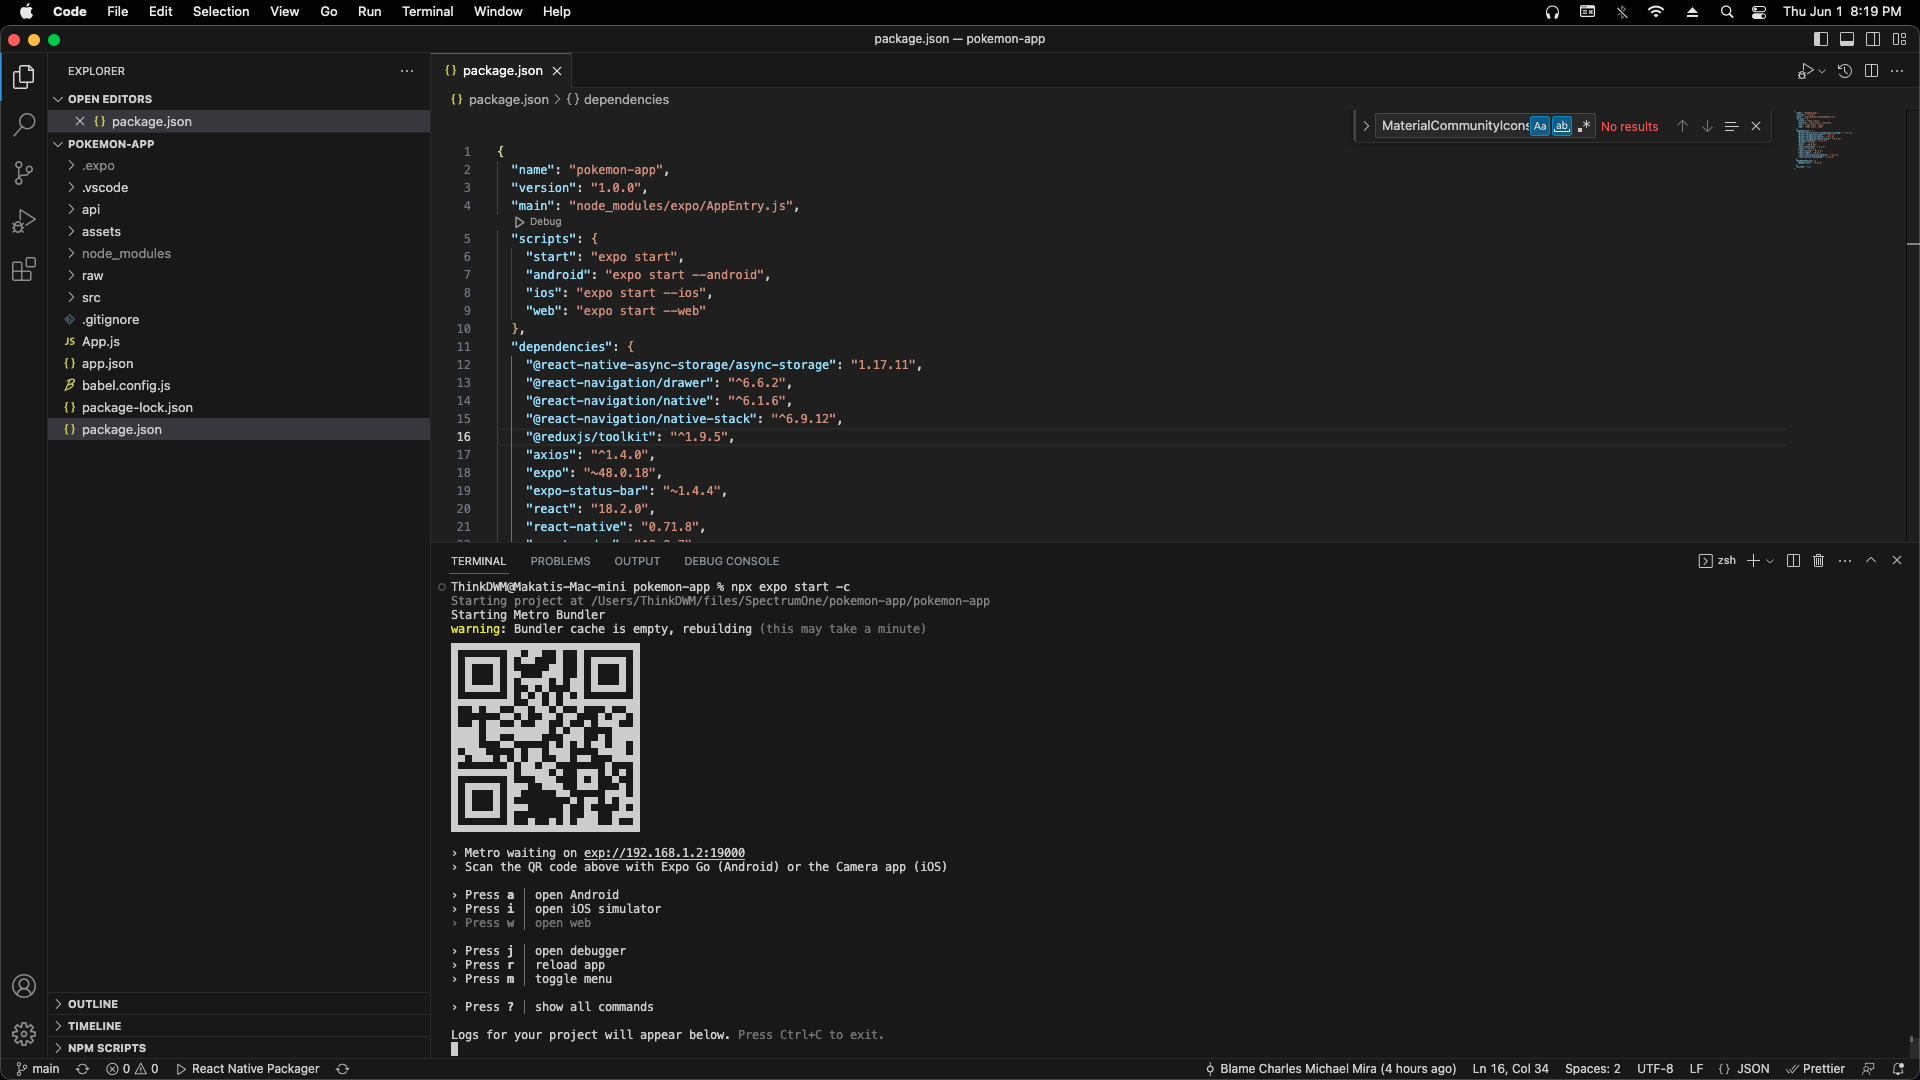 Code File Edit Selection View Go Run Terminal Window Help
Thu Jun 1 8:19 PM
package.json — pokemon-app
EXPLORER
OPEN EDITORS
{} package.json
POKEMON-APP
.expo
.vscode
api
assets
node_modules
raw
src
.gitignore
JS App.js
{} app.json
babel.config.js
{} package-lock.json
{} package.json
OUTLINE
TIMELINE
NPM SCRIPTS
{} package.json
{} package.json > {} dependencies
MaterialCommunityIcons Aa ab .* No results
1 {
2 "name": "pokemon-app",
3 "version": "1.0.0",
4 "main": "node_modules/expo/AppEntry.js",
Debug
5 "scripts": {
6 "start": "expo start",
7 "android": "expo start --android",
8 "ios": "expo start --ios",
9 "web": "expo start --web"
10 },
11 "dependencies": {
12 "@react-native-async-storage/async-storage": "1.17.11",
13 "@react-navigation/drawer": "^6.6.2",
14 "@react-navigation/native": "^6.1.6",
15 "@react-navigation/native-stack": "^6.9.12",
16 "@reduxjs/toolkit": "^1.9.5",
17 "axios": "^1.4.0",
18 "expo": "~48.0.18",
19 "expo-status-bar": "~1.4.4",
20 "react": "18.2.0",
21 "react-native": "0.71.8",
TERMINAL PROBLEMS OUTPUT DEBUG CONSOLE
zsh
ThinkDWM@Makatis-Mac-mini pokemon-app % npx expo start -c
Starting project at /Users/ThinkDWM/files/SpectrumOne/pokemon-app/pokemon-app
Starting Metro Bundler
warning: Bundler cache is empty, rebuilding (this may take a minute)
› Metro waiting on exp://192.168.1.2:19000
› Scan the QR code above with Expo Go (Android) or the Camera app (iOS)
› Press a │ open Android
› Press i │ open iOS simulator
› Press w │ open web
› Press j │ open debugger
› Press r │ reload app
› Press m │ toggle menu
› Press ? │ show all commands
Logs for your project will appear below. Press Ctrl+C to exit.
main 0 0 React Native Packager
Blame Charles Michael Mira (4 hours ago) Ln 16, Col 34 Spaces: 2 UTF-8 LF {} JSON Prettier